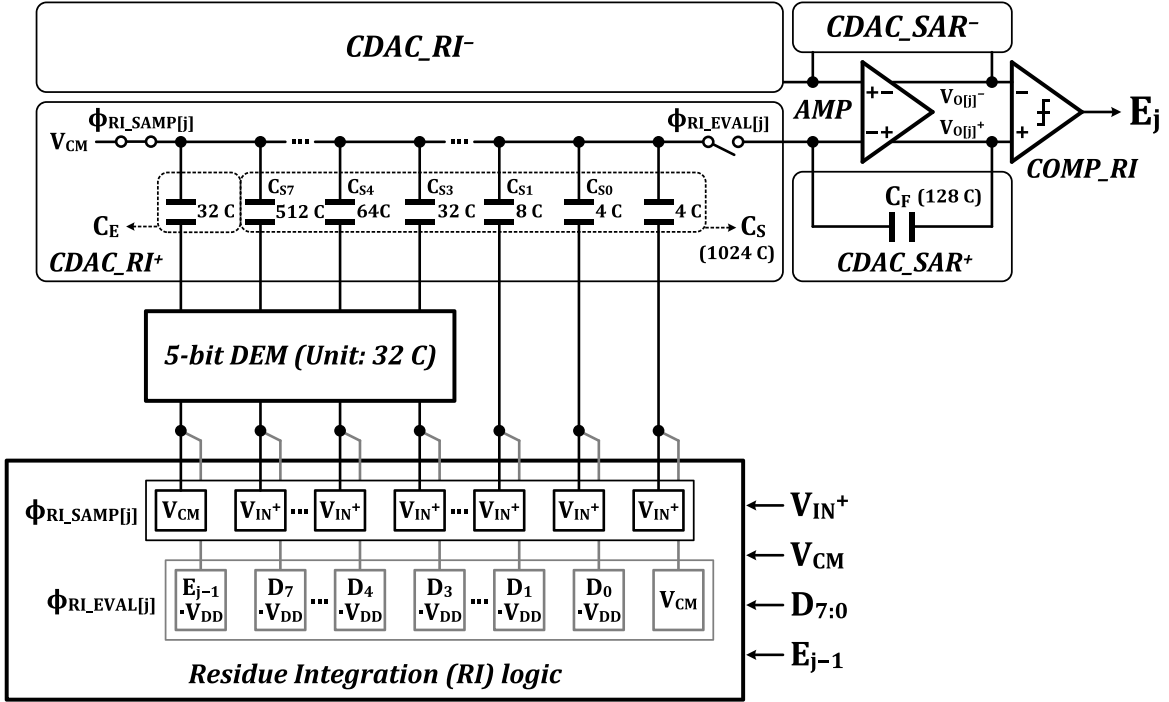 CDAC_RI⁻
CDAC_SAR⁻
V_CM
ϕ_RI_SAMP[j]
ϕ_RI_EVAL[j]
AMP
+−
−+
V_O[j]⁻
V_O[j]⁺
−
+
E_j
COMP_RI
C_S7 C_S4 C_S3 C_S1 C_S0
32 C 512 C 64C 32 C 8 C 4 C 4 C
C_E
C_S
(1024 C)
CDAC_RI⁺
C_F (128 C)
CDAC_SAR⁺
5-bit DEM (Unit: 32 C)
ϕ_RI_SAMP[j]
V_CM V_IN⁺ ... V_IN⁺ V_IN⁺ ... V_IN⁺ V_IN⁺ V_IN⁺
ϕ_RI_EVAL[j]
E_j−1 D_7 ... D_4 D_3 ... D_1 D_0 V_CM
·V_DD ·V_DD ·V_DD ·V_DD ·V_DD ·V_DD
Residue Integration (RI) logic
V_IN⁺
V_CM
D_7:0
E_j−1